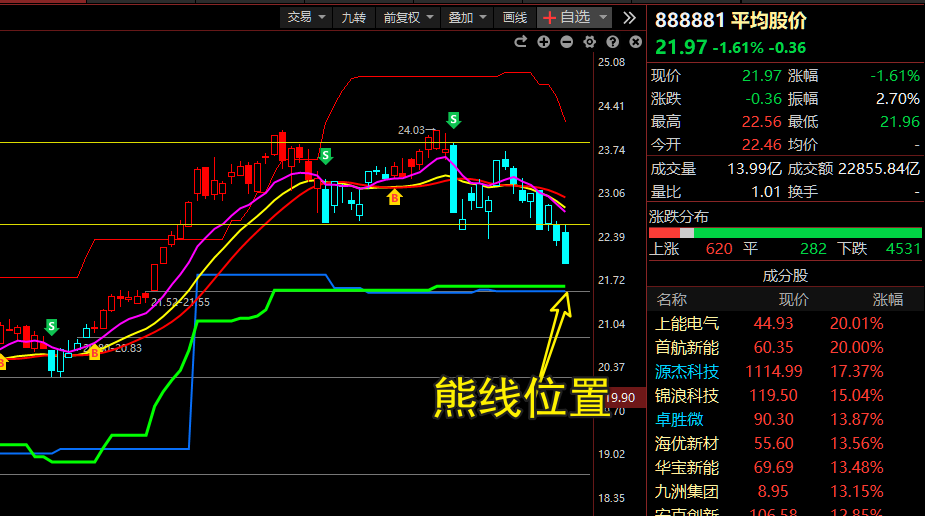 交易 九转 前复权 叠加 画线 +自选
888881 平均股价
21.97 -1.61% -0.36
现价 21.97 涨幅 -1.61%
涨跌 -0.36 振幅 2.70%
最高 22.56 最低 21.96
今开 22.46 均价 -
成交量 13.99亿 成交额 22855.84亿
量比 1.01 换手 -
涨跌分布
上涨 620 平 282 下跌 4531
成分股
名称 现价 涨幅
上能电气 44.93 20.01%
首航新能 60.35 20.00%
源杰科技 1114.99 17.37%
锦浪科技 119.50 15.04%
卓胜微 90.30 13.87%
海优新材 55.60 13.56%
华宝新能 69.69 13.48%
九洲集团 8.95 13.15%
安克创新 106.58 12.85%
25.08
24.41
24.03
23.74
23.06
22.39
21.72
21.52-21.55
21.04
20.83
20.37
19.90
熊线位置
19.02
18.35
S
S
S
B
B
B